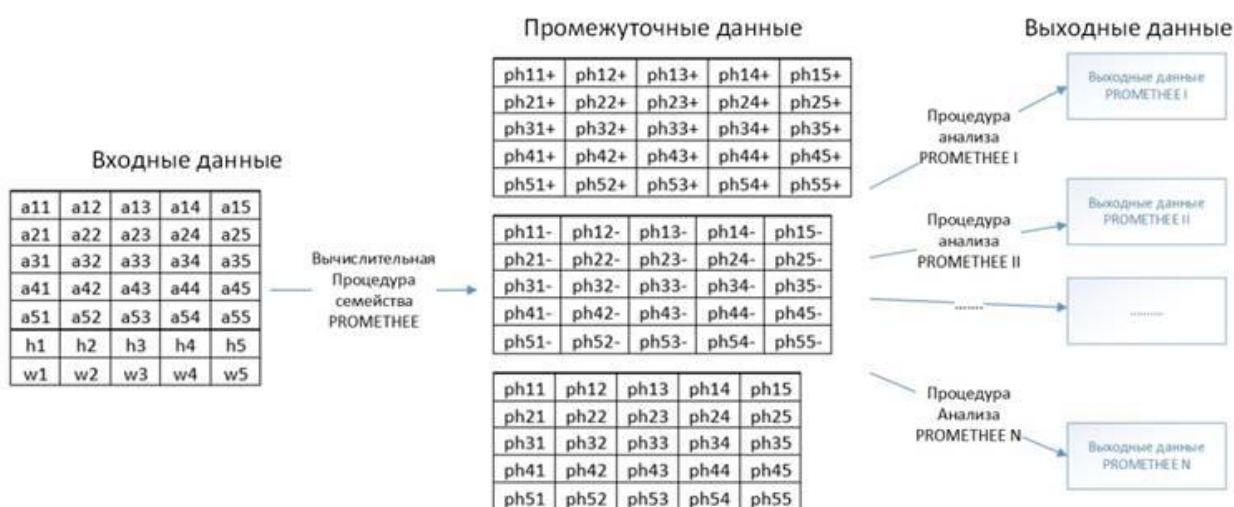 Входные данные
a11 a12 a13 a14 a15
a21 a22 a23 a24 a25
a31 a32 a33 a34 a35
a41 a42 a43 a44 a45
a51 a52 a53 a54 a55
h1 h2 h3 h4 h5
w1 w2 w3 w4 w5
Вычислительная
Процедура
семейства
PROMETHEE
Промежуточные данные
ph11+ ph12+ ph13+ ph14+ ph15+
ph21+ ph22+ ph23+ ph24+ ph25+
ph31+ ph32+ ph33+ ph34+ ph35+
ph41+ ph42+ ph43+ ph44+ ph45+
ph51+ ph52+ ph53+ ph54+ ph55+
ph11- ph12- ph13- ph14- ph15-
ph21- ph22- ph23- ph24- ph25-
ph31- ph32- ph33- ph34- ph35-
ph41- ph42- ph43- ph44- ph45-
ph51- ph52- ph53- ph54- ph55-
ph11 ph12 ph13 ph14 ph15
ph21 ph22 ph23 ph24 ph25
ph31 ph32 ph33 ph34 ph35
ph41 ph42 ph43 ph44 ph45
ph51 ph52 ph53 ph54 ph55
Процедура
анализа
PROMETHEE I
Процедура
анализа
PROMETHEE II
.......
Процедура
Анализа
PROMETHEE N
Выходные данные
Выходные данные
PROMETHEE I
Выходные данные
PROMETHEE II
.........
Выходные данные
PROMETHEE N